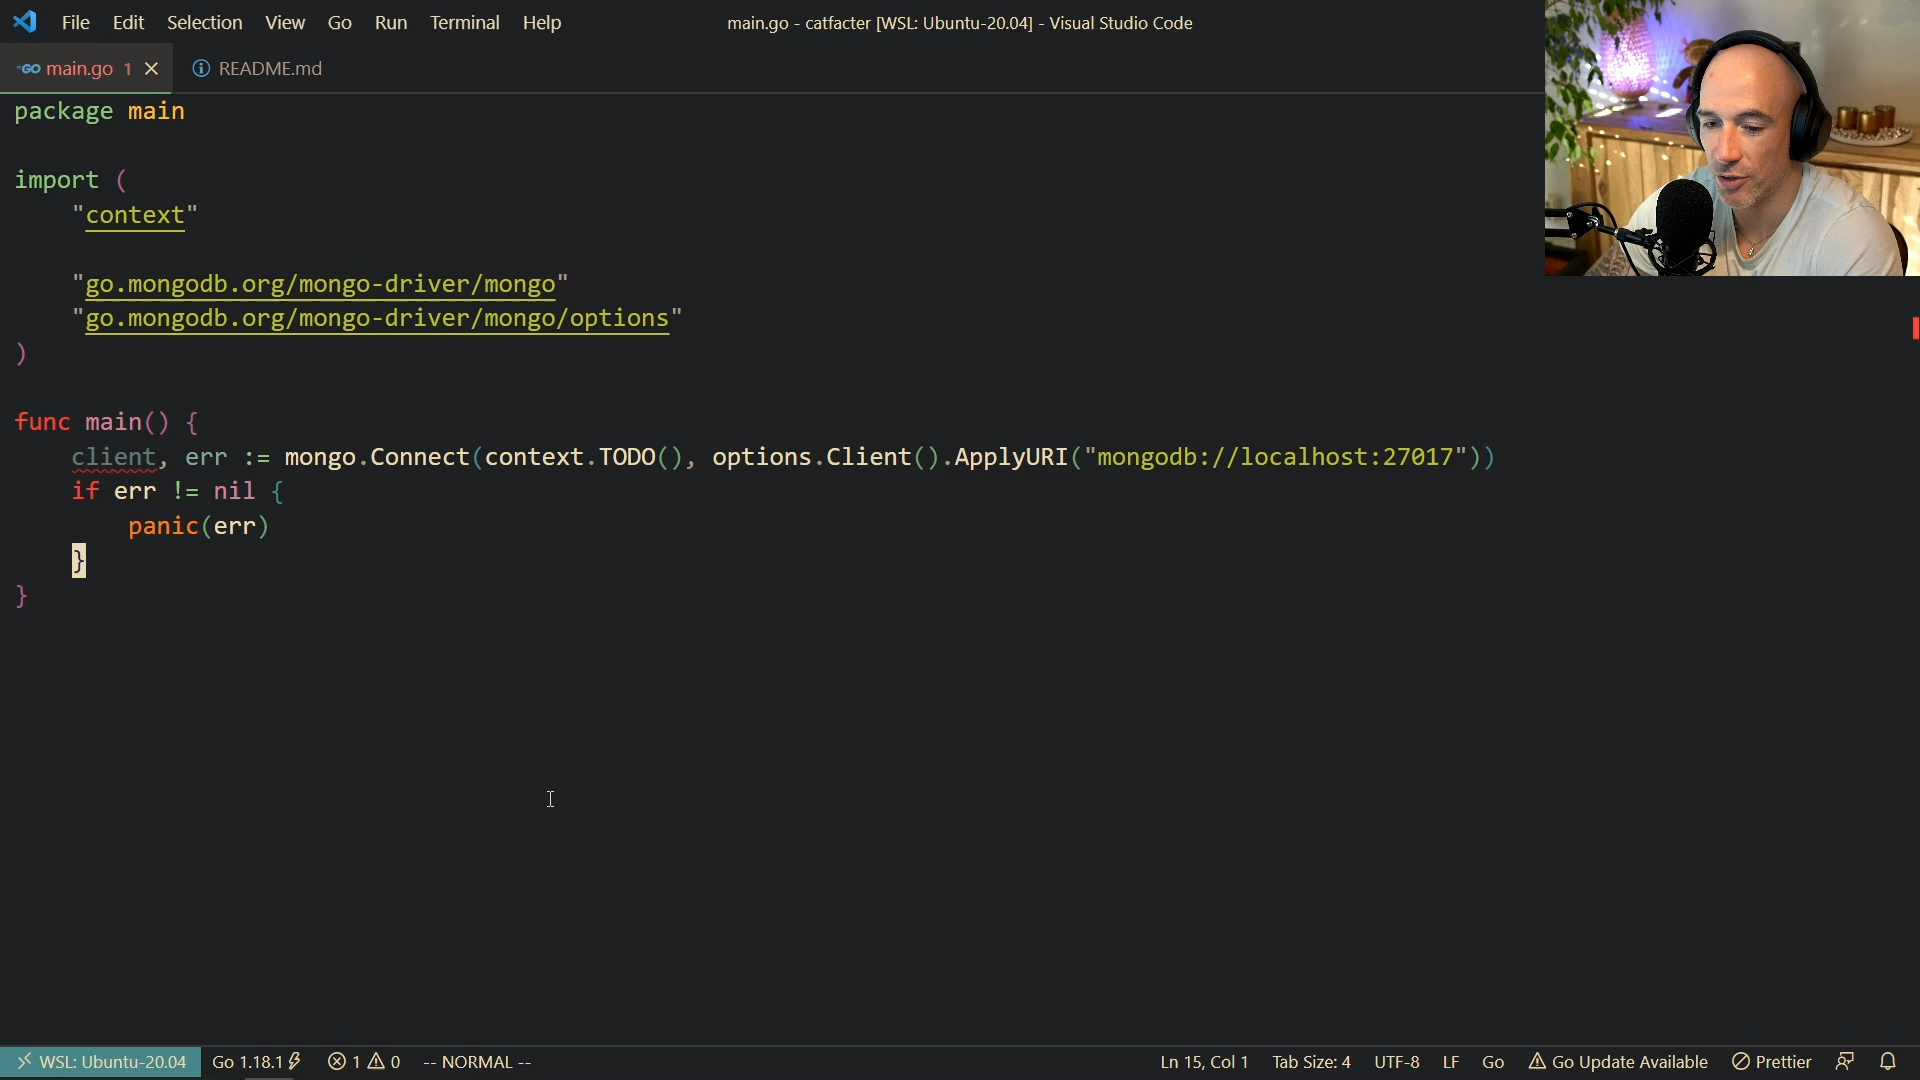 File Edit Selection View Go Run Terminal Help
main.go - catfacter [WSL: Ubuntu-20.04] - Visual Studio Code
GO main.go 1 README.md
package main
import (
"context"
"go.mongodb.org/mongo-driver/mongo"
"go.mongodb.org/mongo-driver/mongo/options"
)
func main() {
client, err := mongo.Connect(context.TODO(), options.Client().ApplyURI("mongodb://localhost:27017"))
if err != nil {
panic(err)
}
}
WSL: Ubuntu-20.04 Go 1.18.1 1 0 -- NORMAL -- Ln 15, Col 1 Tab Size: 4 UTF-8 LF Go Go Update Available Prettier